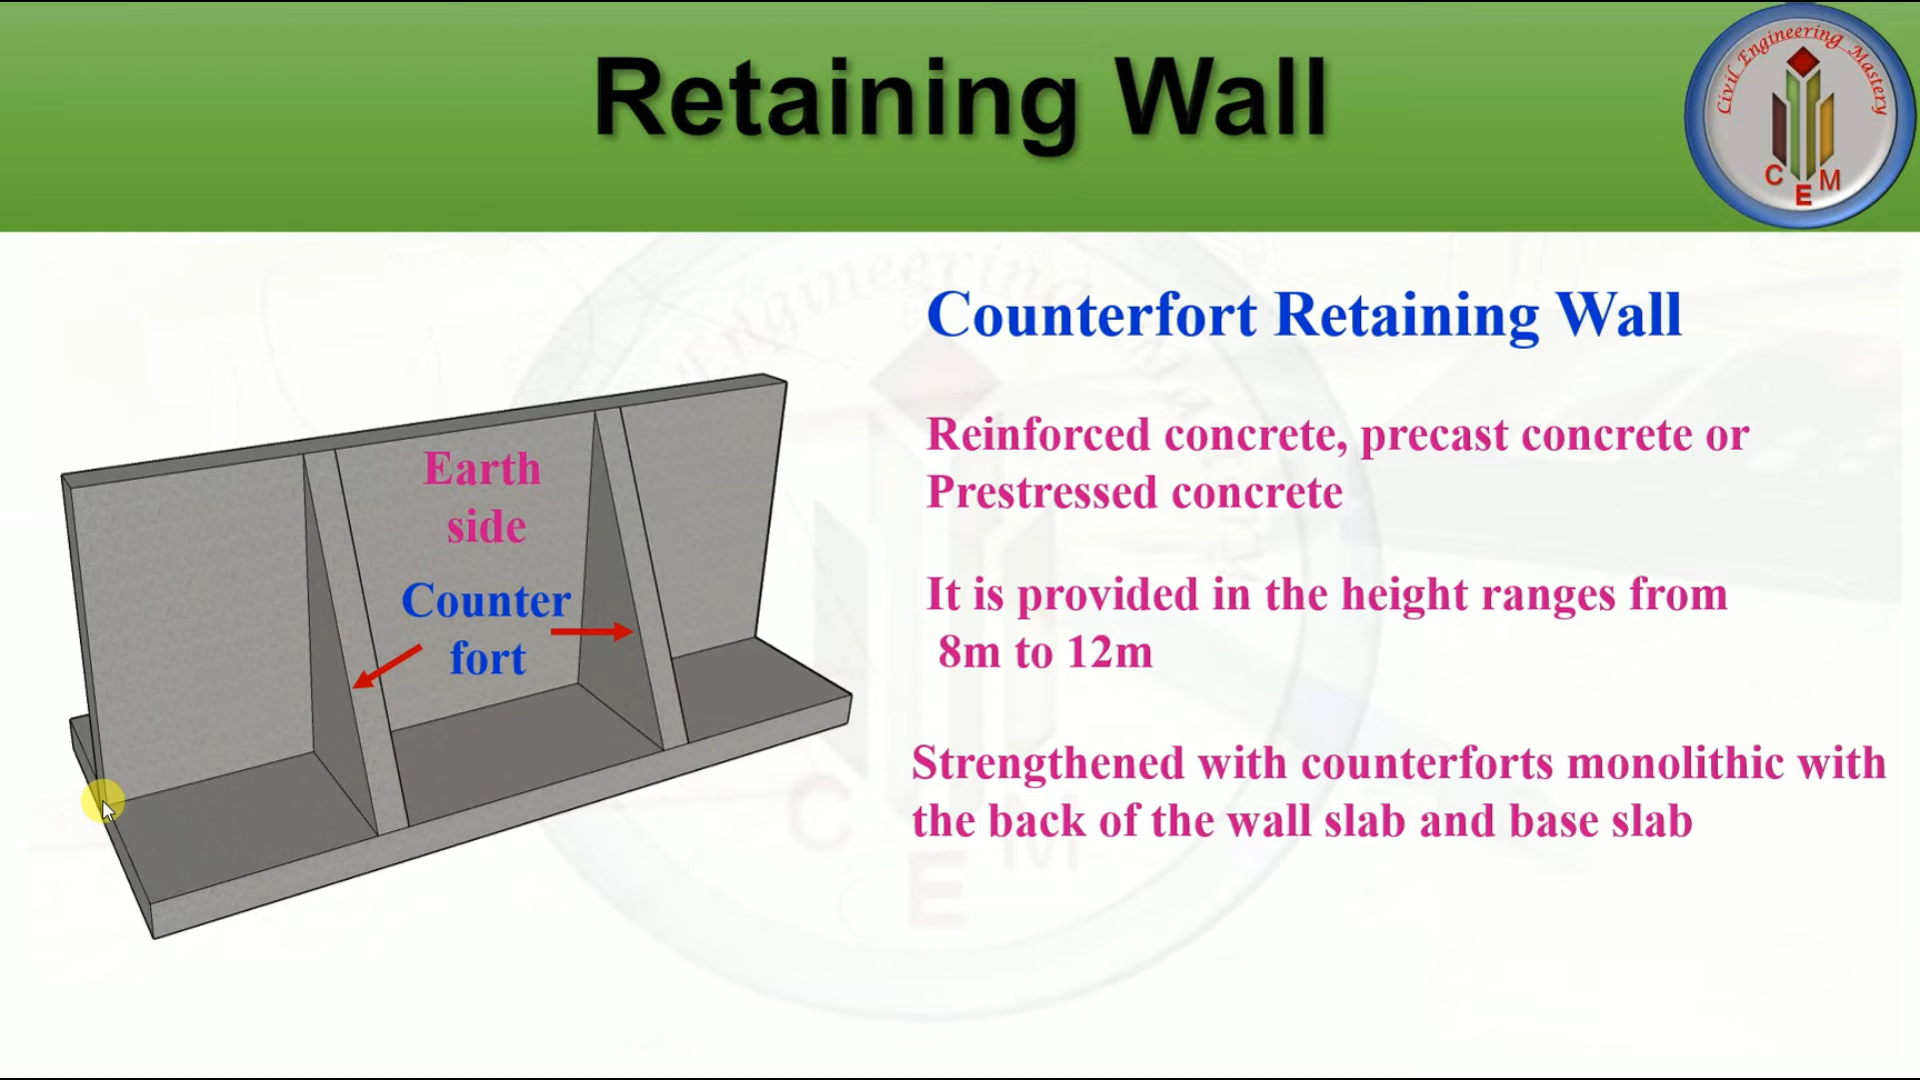 Retaining Wall
Civil Engineering Mastery
C E M
Counterfort Retaining Wall
Earth
side
Counter
fort
Reinforced concrete, precast concrete or
Prestressed concrete
It is provided in the height ranges from
8m to 12m
Strengthened with counterforts monolithic with
the back of the wall slab and base slab
Engineering Mastery
C E M